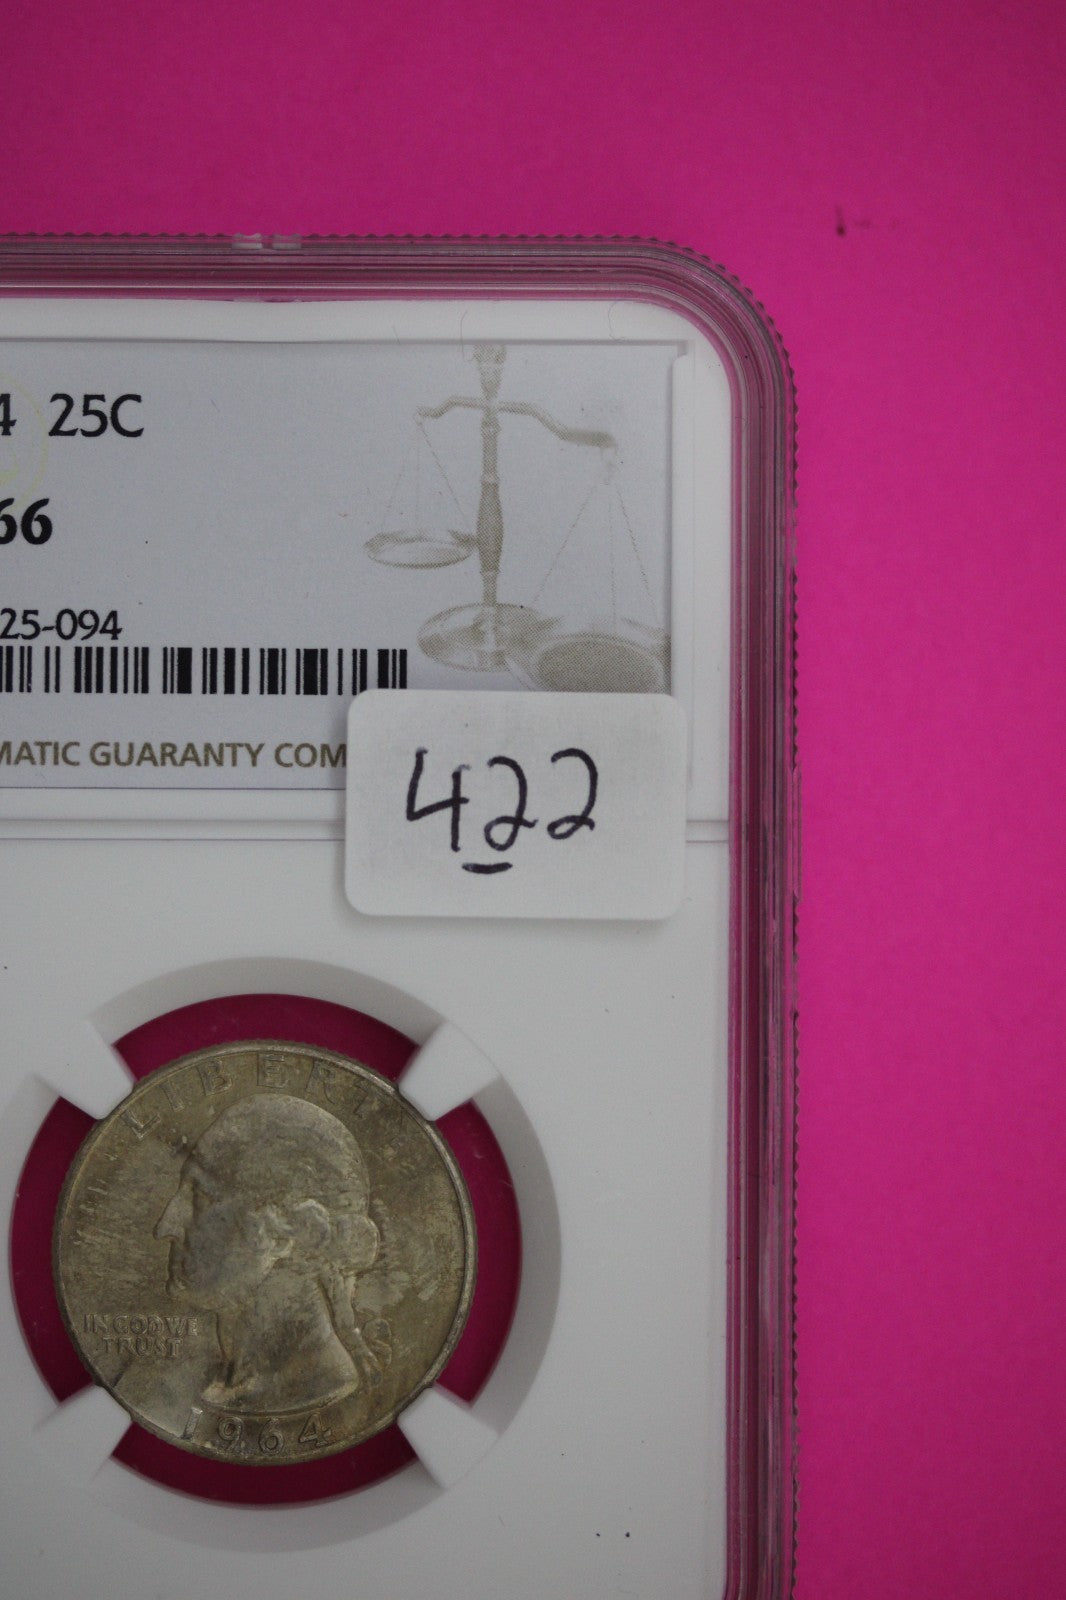 4 25C
66
25-094
MATIC GUARANTY COM
422
LIBERTY
IN GOD WE
TRUST
1964